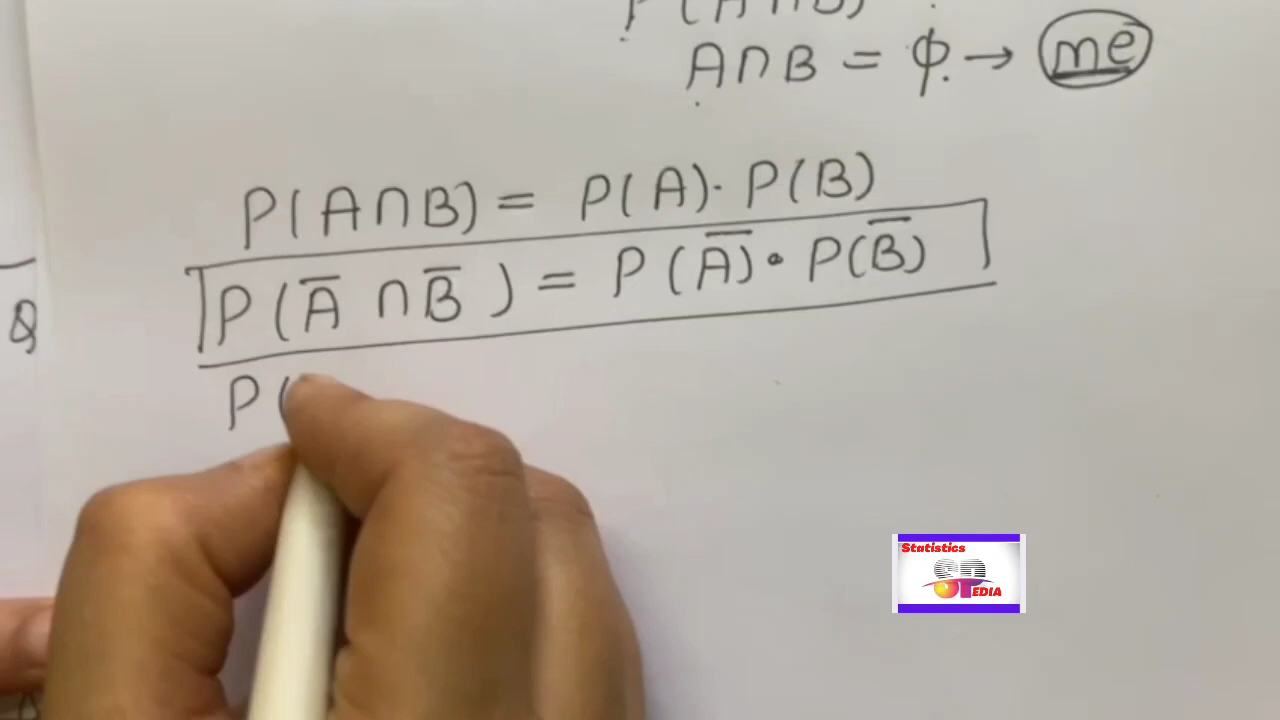 P(A∩B)
A∩B = φ. → me
P(A∩B) = P(A)· P(B)
P(A̅ ∩ B̅) = P(A̅) · P(B̅)
P(
Q
Statistics
EDIA